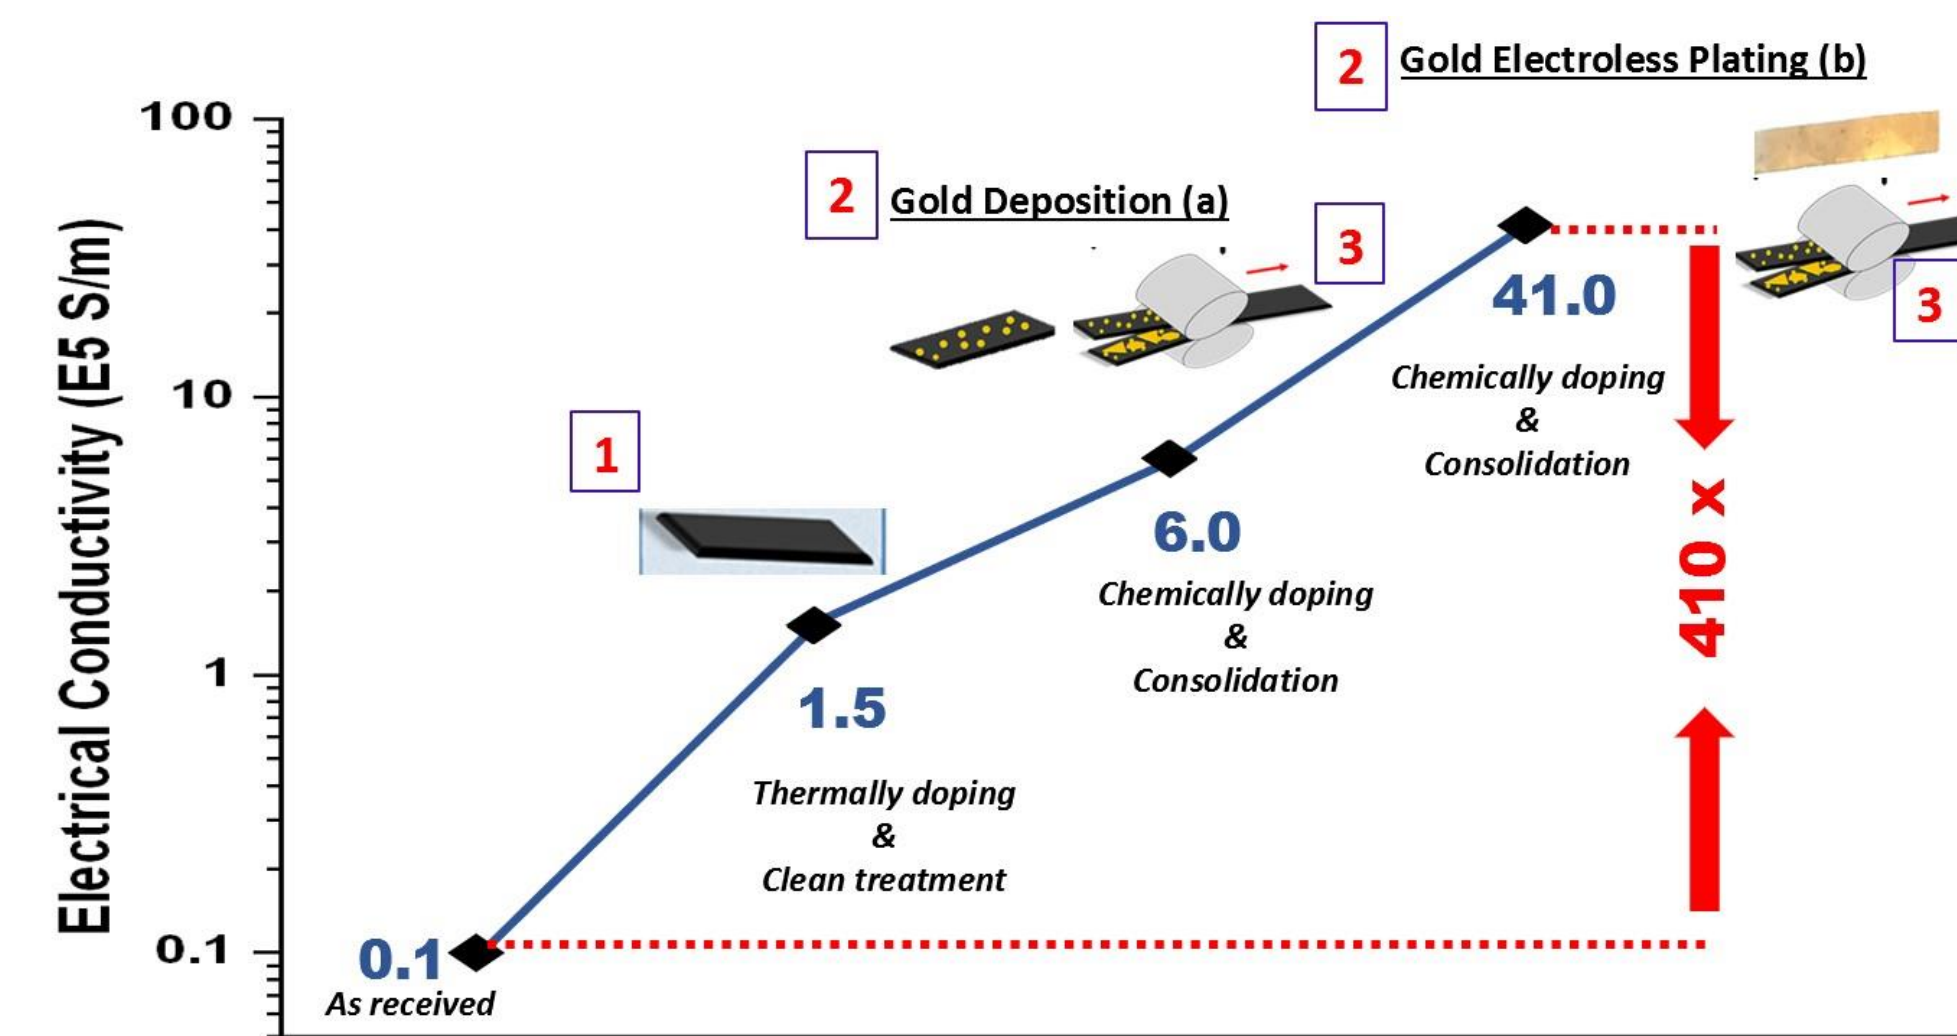 2
Gold Electroless Plating (b)
100
2
Gold Deposition (a)
3
41.0
3
Chemically doping
&
Consolidation
10
1
6.0
Chemically doping
&
Consolidation
410 x
1
1.5
Thermally doping
&
Clean treatment
0.1
0.1
As received
Electrical Conductivity (E5 S/m)